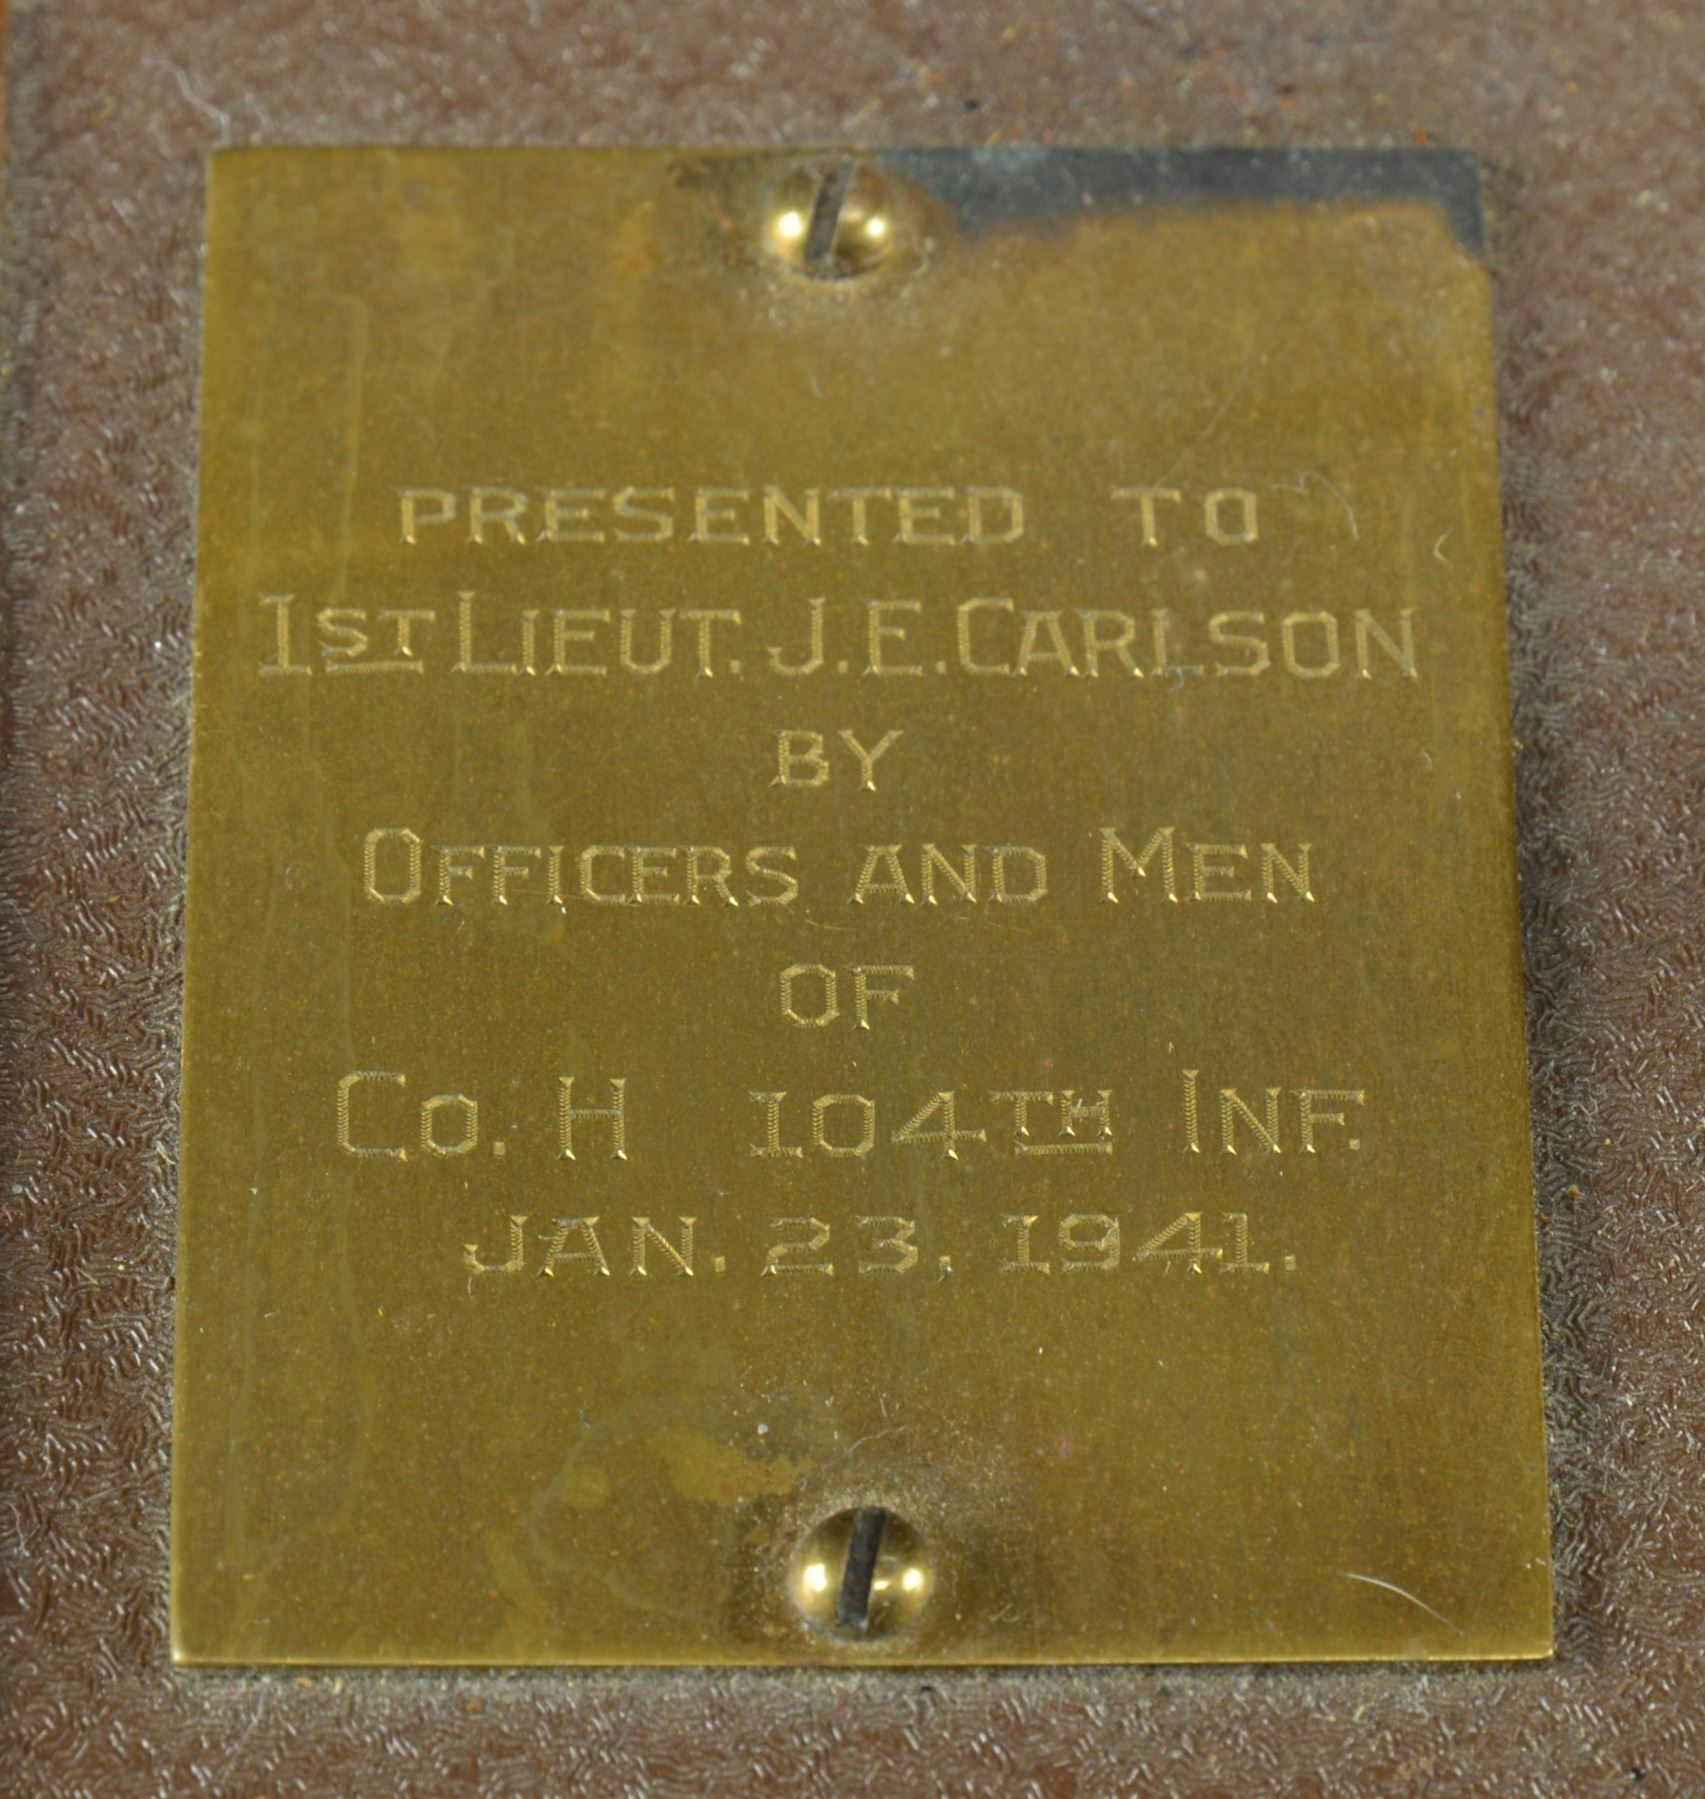 PRESENTED TO
1ST LIEUT. J.E. CARLSON
BY
OFFICERS AND MEN
OF
CO. H 104TH INF.
JAN. 23, 1941.